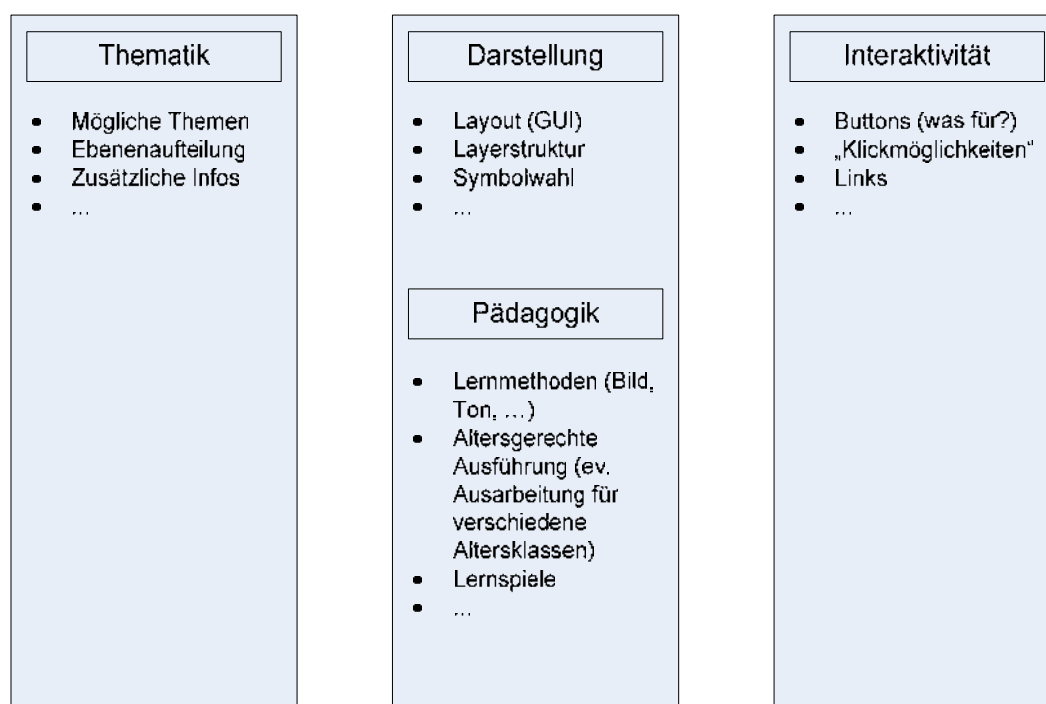 Thematik
• Mögliche Themen
• Ebenenaufteilung
• Zusätzliche Infos
• ...
Darstellung
• Layout (GUI)
• Layerstruktur
• Symbolwahl
• ...
Pädagogik
• Lernmethoden (Bild,
Ton, ...)
• Altersgerechte
Ausführung (ev.
Ausarbeitung für
verschiedene
Altersklassen)
• Lernspiele
• ...
Interaktivität
• Buttons (was für?)
• „Klickmöglichkeiten“
• Links
• ...